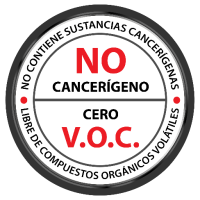 • NO CONTIENE SUSTANCIAS CANCERÍGENAS •
NO
CANCERÍGENO
CERO
V.O.C.
LIBRE DE COMPUESTOS ORGÁNICOS VOLÁTILES